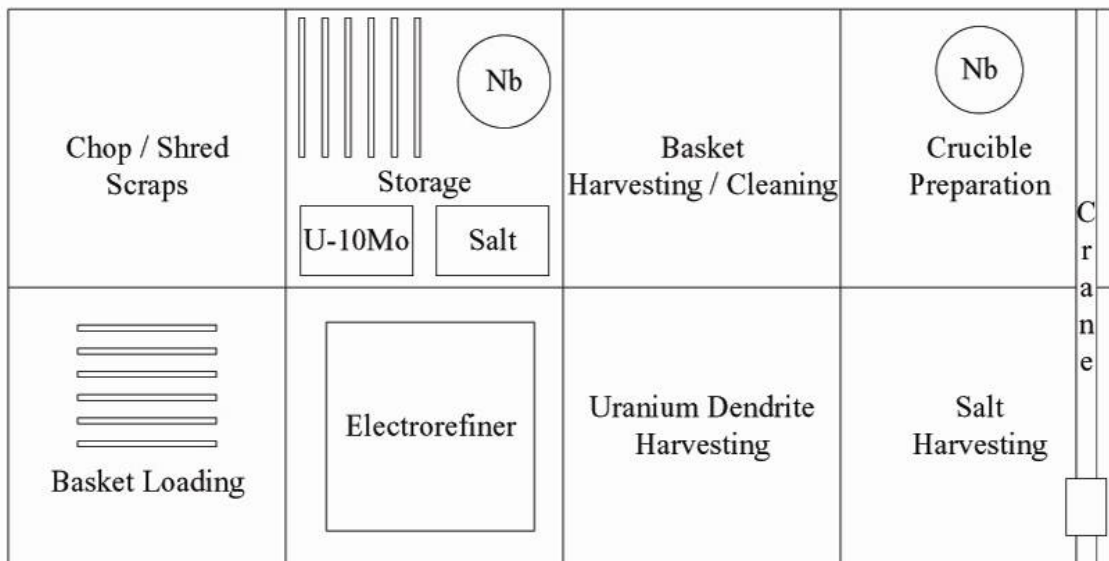 Chop / Shred
Scraps
Nb
Storage
U-10Mo
Salt
Basket
Harvesting / Cleaning
Nb
Crucible
Preparation
Crane
Basket Loading
Electrorefiner
Uranium Dendrite
Harvesting
Salt
Harvesting